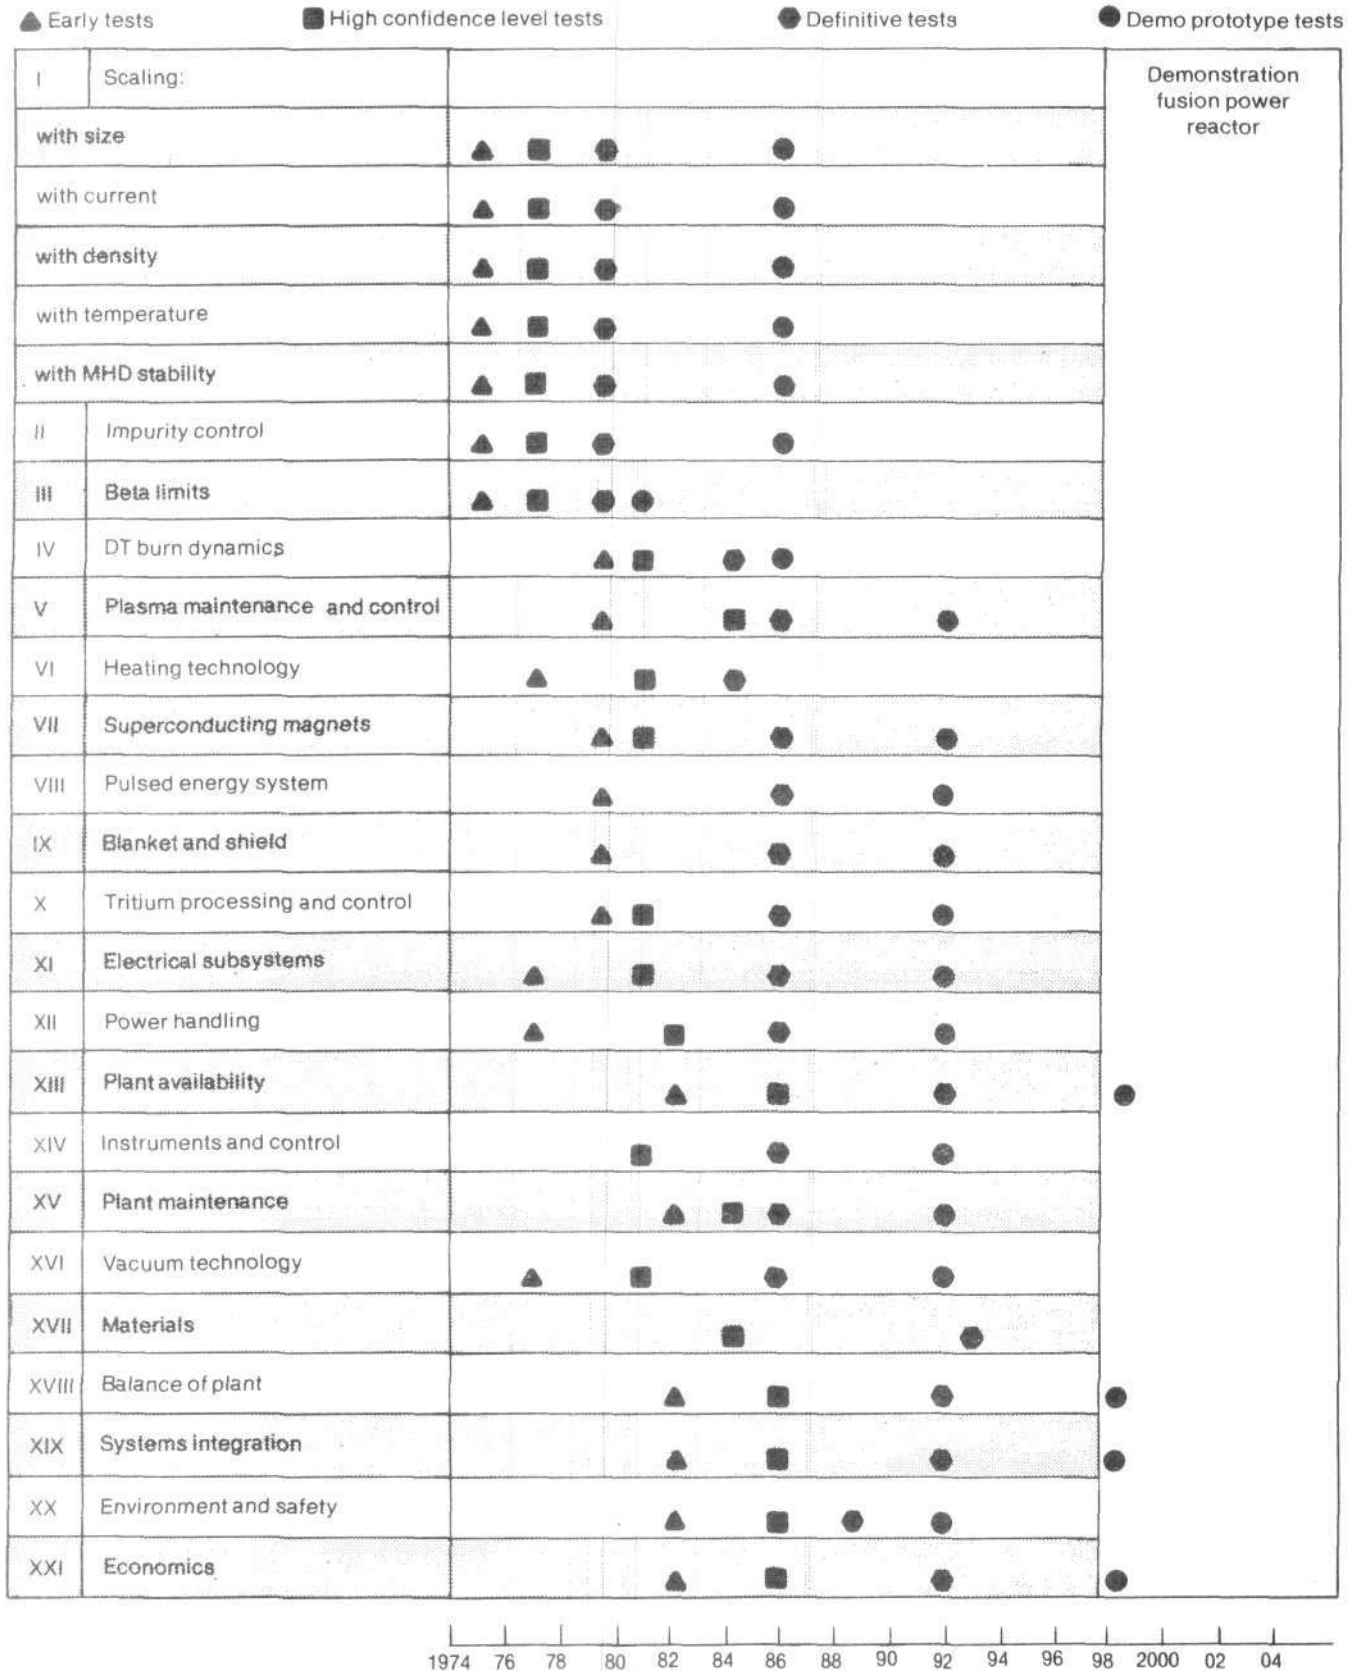 Early tests High confidence level tests Definitive tests Demo prototype tests
I Scaling:
Demonstration
fusion power
reactor
with size
with current
with density
with temperature
with MHD stability
II Impurity control
III Beta limits
IV DT burn dynamics
V Plasma maintenance and control
VI Heating technology
VII Superconducting magnets
VIII Pulsed energy system
IX Blanket and shield
X Tritium processing and control
XI Electrical subsystems
XII Power handling
XIII Plant availability
XIV Instruments and control
XV Plant maintenance
XVI Vacuum technology
XVII Materials
XVIII Balance of plant
XIX Systems integration
XX Environment and safety
XXI Economics
1974 76 78 80 82 84 86 88 90 92 94 96 98 2000 02 04